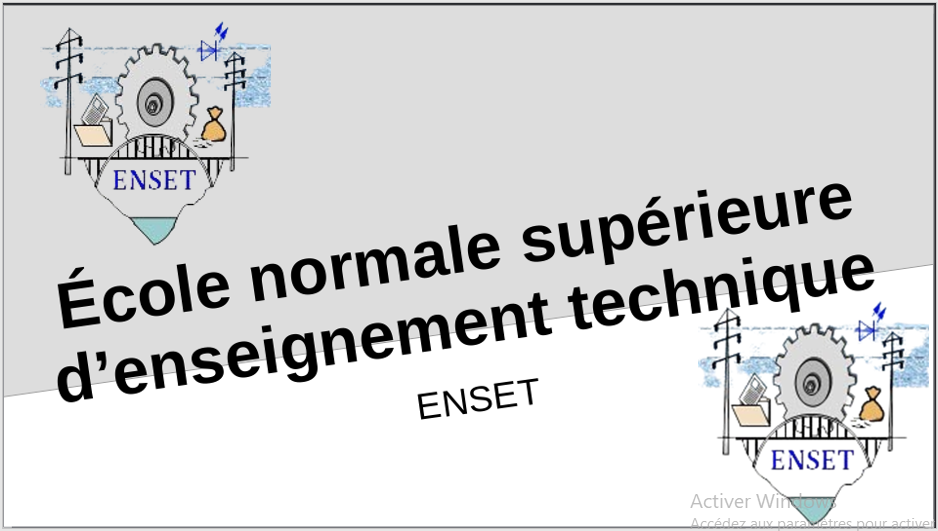 ENSET
École normale supérieure
d’enseignement technique
ENSET
ENSET
Activer Windows
Accédez aux paramètres pour activer